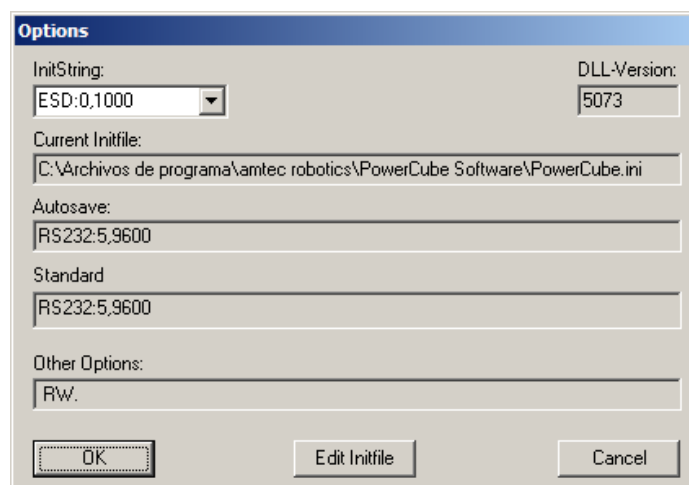 Options
InitString:
DLL-Version:
ESD:0,1000
5073
Current Initfile:
C:\Archivos de programa\amtec robotics\PowerCube Software\PowerCube.ini
Autosave:
RS232:5,9600
Standard
RS232:5,9600
Other Options:
RW.
OK
Edit Initfile
Cancel